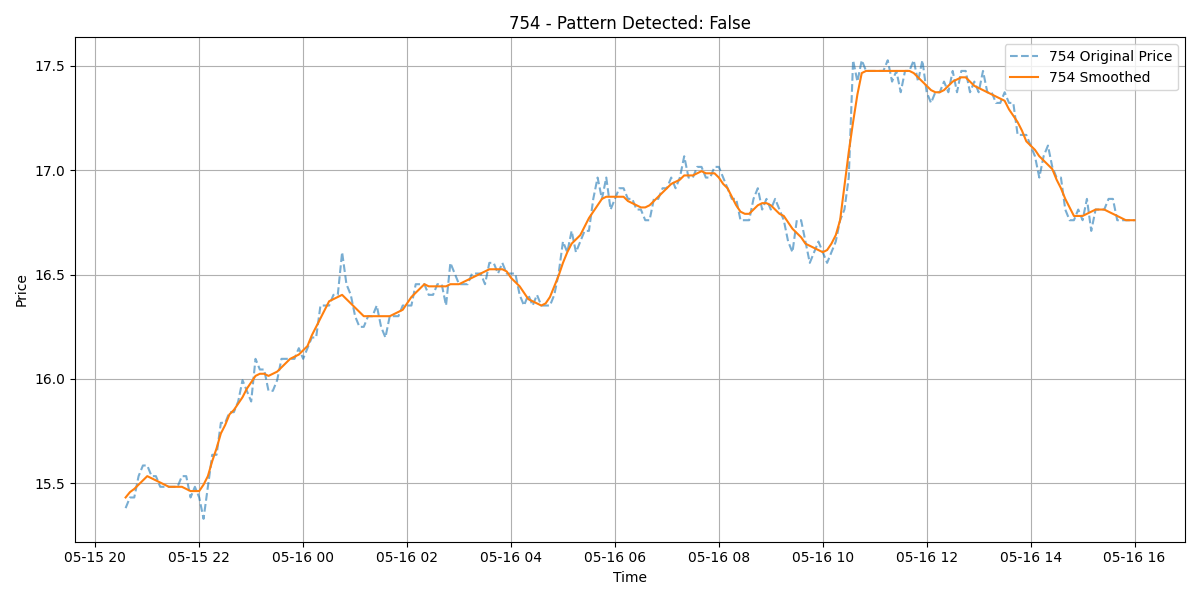 754 - Pattern Detected: False
754 Original Price
754 Smoothed
Price
17.5
17.0
16.5
16.0
15.5
05-15 20 05-15 22 05-16 00 05-16 02 05-16 04 05-16 06 05-16 08 05-16 10 05-16 12 05-16 14 05-16 16
Time